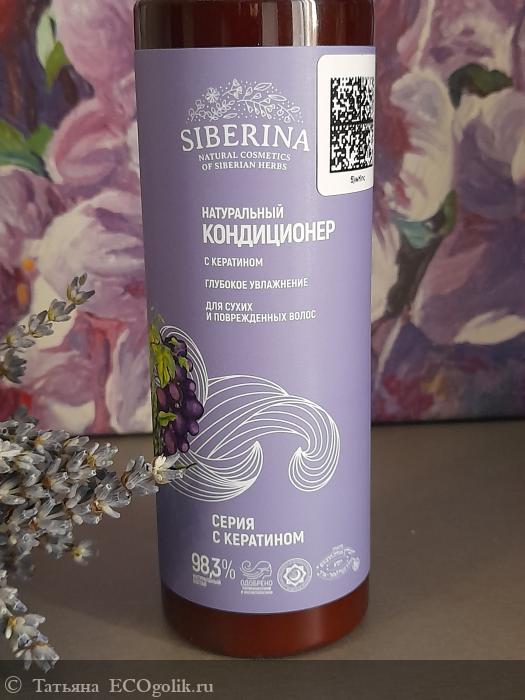 SIBERINA
NATURAL COSMETICS
OF SIBERIAN HERBS
НАТУРАЛЬНЫЙ
КОНДИЦИОНЕР
С КЕРАТИНОМ
ГЛУБОКОЕ УВЛАЖНЕНИЕ
ДЛЯ СУХИХ
И ПОВРЕЖДЕННЫХ ВОЛОС
СЕРИЯ
С КЕРАТИНОМ
98,3%
ОДОБРЕНО
© Татьяна ECOgolik.ru